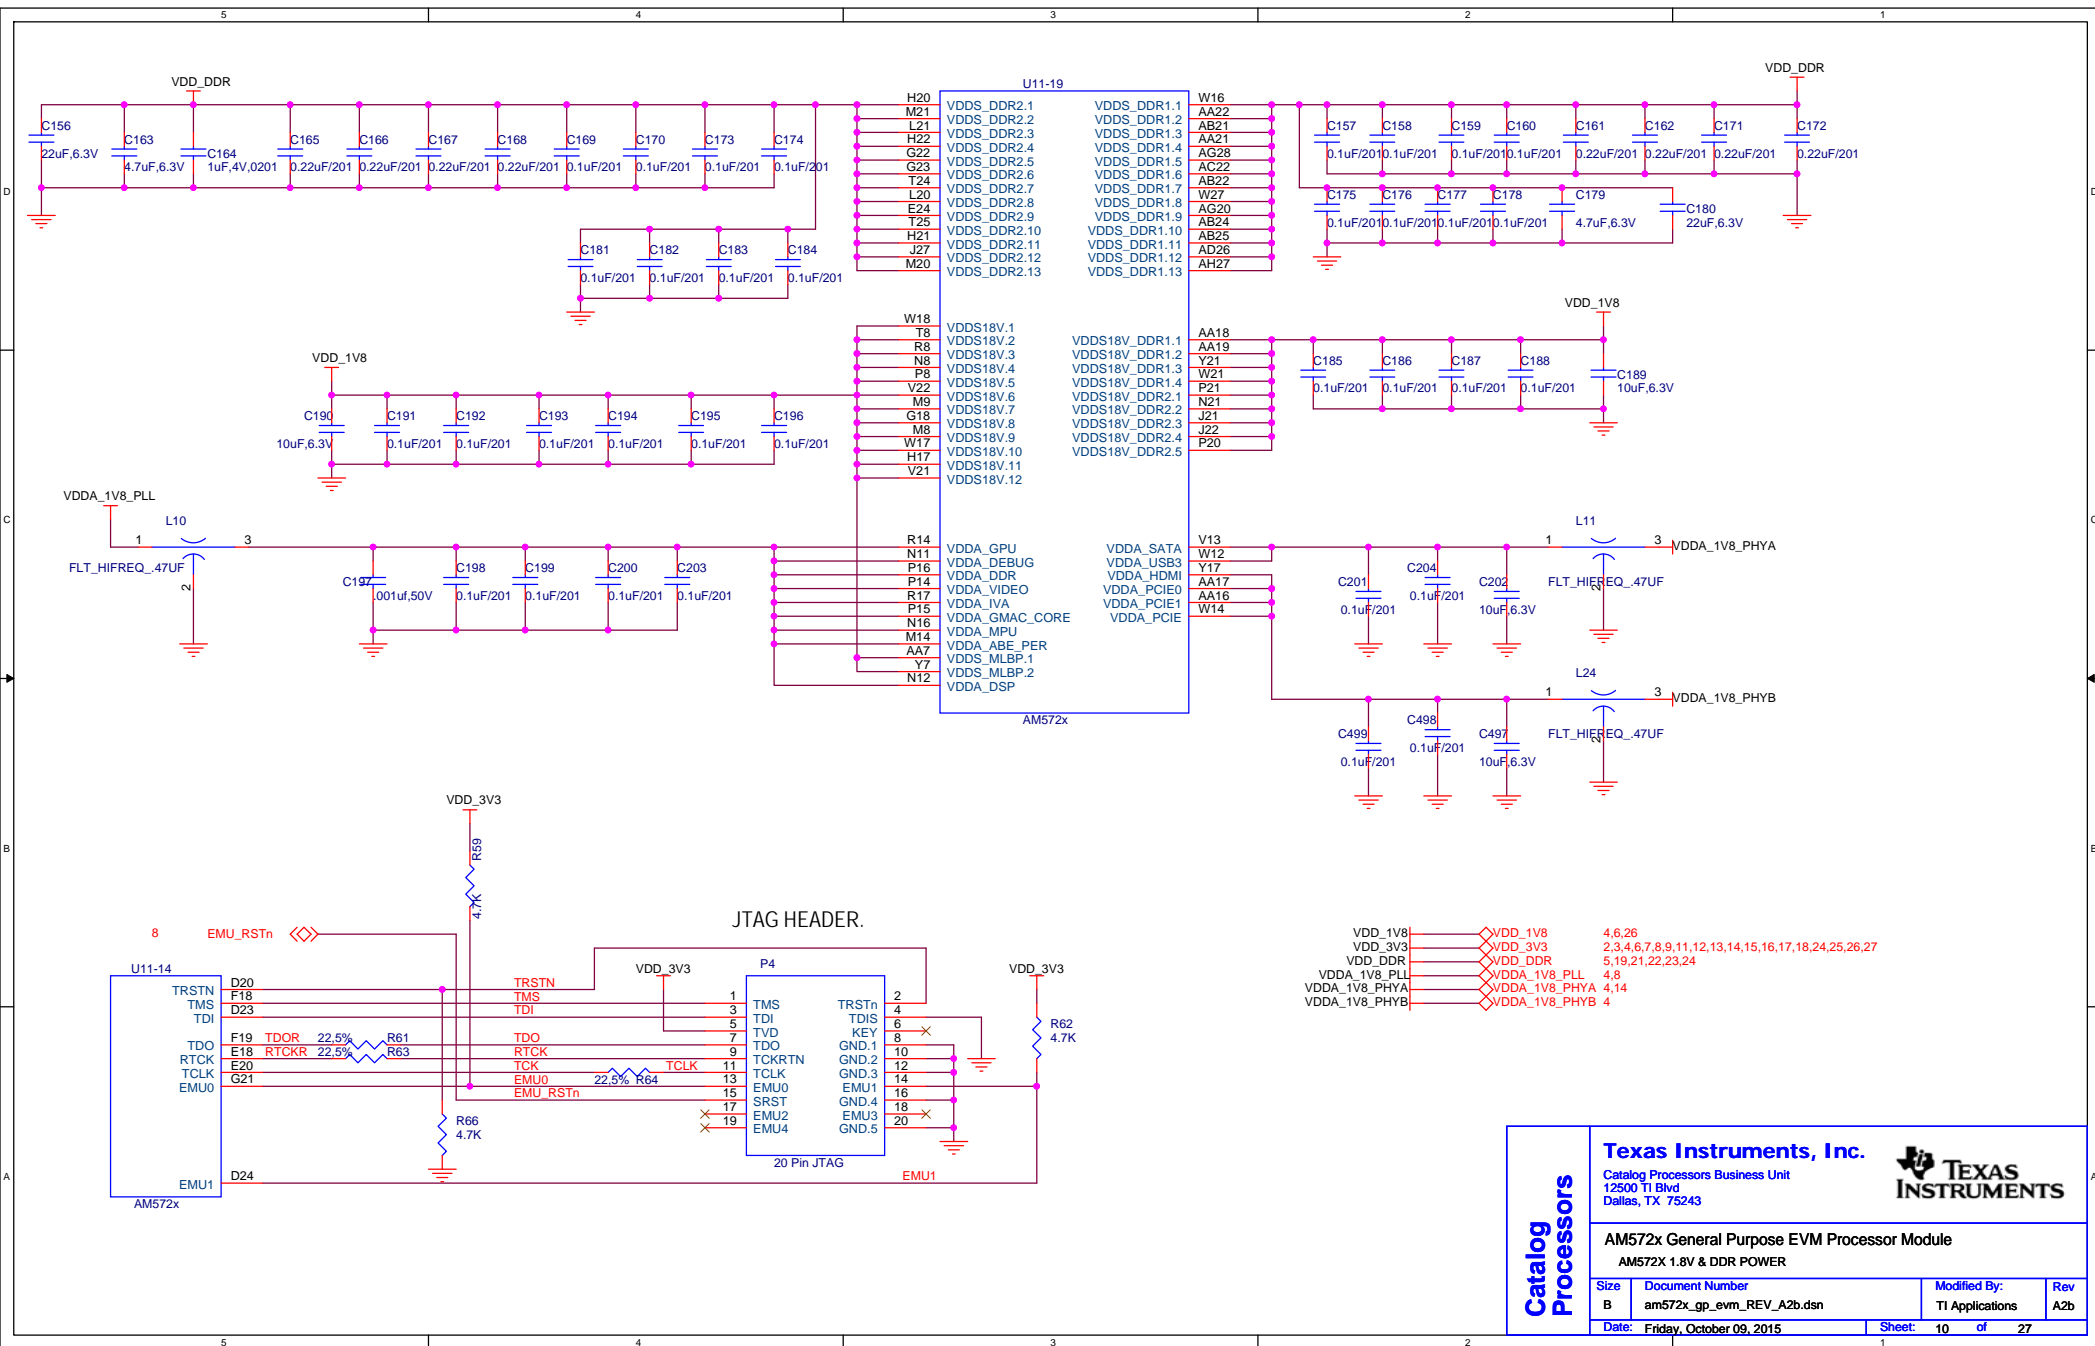 5 4 3 2 1
D
C
B
A
VDD_DDR
C156
22uF,6.3V
C163
4.7uF,6.3V
C164
1uF,4V,0201
C165
0.22uF/201
C166
0.22uF/201
C167
0.22uF/201
C168
0.22uF/201
C169
0.1uF/201
C170
0.1uF/201
C173
0.1uF/201
C174
0.1uF/201
C181
0.1uF/201
C182
0.1uF/201
C183
0.1uF/201
C184
0.1uF/201
U11-19
H20 VDDS_DDR2.1
M21 VDDS_DDR2.2
L21 VDDS_DDR2.3
H22 VDDS_DDR2.4
G22 VDDS_DDR2.5
G23 VDDS_DDR2.6
T24 VDDS_DDR2.7
L20 VDDS_DDR2.8
E24 VDDS_DDR2.9
T25 VDDS_DDR2.10
H21 VDDS_DDR2.11
J27 VDDS_DDR2.12
M20 VDDS_DDR2.13
W18 VDDS18V.1
T8 VDDS18V.2
R8 VDDS18V.3
N8 VDDS18V.4
P8 VDDS18V.5
V22 VDDS18V.6
M9 VDDS18V.7
G18 VDDS18V.8
M8 VDDS18V.9
W17 VDDS18V.10
H17 VDDS18V.11
V21 VDDS18V.12
R14 VDDA_GPU
N11 VDDA_DEBUG
P16 VDDA_DDR
P14 VDDA_VIDEO
R17 VDDA_IVA
P15 VDDA_GMAC_CORE
N16 VDDA_MPU
M14 VDDA_ABE_PER
AA7 VDDS_MLBP.1
Y7 VDDS_MLBP.2
N12 VDDA_DSP
VDDS_DDR1.1 W16
VDDS_DDR1.2 AA22
VDDS_DDR1.3 AB21
VDDS_DDR1.4 AA21
VDDS_DDR1.5 AG28
VDDS_DDR1.6 AC22
VDDS_DDR1.7 AB22
VDDS_DDR1.8 W27
VDDS_DDR1.9 AG20
VDDS_DDR1.10 AB24
VDDS_DDR1.11 AB25
VDDS_DDR1.12 AD26
VDDS_DDR1.13 AH27
VDDS18V_DDR1.1 AA18
VDDS18V_DDR1.2 AA19
VDDS18V_DDR1.3 Y21
VDDS18V_DDR1.4 W21
VDDS18V_DDR2.1 P21
VDDS18V_DDR2.2 N21
VDDS18V_DDR2.3 J21
VDDS18V_DDR2.4 J22
VDDS18V_DDR2.5 P20
VDDA_SATA V13
VDDA_USB3 W12
VDDA_HDMI Y17
VDDA_PCIE0 AA17
VDDA_PCIE1 AA16
VDDA_PCIE W14
AM572x
VDD_DDR
C157
0.1uF/201
C158
0.1uF/201
C159
0.1uF/201
C160
0.1uF/201
C161
0.22uF/201
C162
0.22uF/201
C171
0.22uF/201
C172
0.22uF/201
C175
0.1uF/201
C176
0.1uF/201
C177
0.1uF/201
C178
0.1uF/201
C179
4.7uF,6.3V
C180
22uF,6.3V
VDD_1V8
C185
0.1uF/201
C186
0.1uF/201
C187
0.1uF/201
C188
0.1uF/201
C189
10uF,6.3V
VDD_1V8
C190
10uF,6.3V
C191
0.1uF/201
C192
0.1uF/201
C193
0.1uF/201
C194
0.1uF/201
C195
0.1uF/201
C196
0.1uF/201
VDDA_1V8_PLL
L10
1 3
FLT_HIFREQ_.47UF
2
C197
.001uf,50V
C198
0.1uF/201
C199
0.1uF/201
C200
0.1uF/201
C203
0.1uF/201
C201
0.1uF/201
C204
0.1uF/201
C202
10uF,6.3V
L11
1 3 VDDA_1V8_PHYA
FLT_HIFREQ_.47UF
2
C499
0.1uF/201
C498
0.1uF/201
C497
10uF,6.3V
L24
1 3 VDDA_1V8_PHYB
FLT_HIFREQ_.47UF
2
VDD_3V3
R59
4.7K
JTAG HEADER.
8 EMU_RSTn
U11-14
TRSTN D20 TRSTN
TMS F18 TMS
TDI D23 TDI
TDO F19 TDOR 22,5% R61 TDO
RTCK E18 RTCKR 22,5% R63 RTCK
TCLK E20 TCK 22,5% R64 TCLK
EMU0 G21 EMU0
EMU_RSTn
EMU1 D24 EMU1
AM572x
R66
4.7K
VDD_3V3
P4
1 TMS TRSTn 2
3 TDI TDIS 4
5 TVD KEY 6
7 TDO GND.1 8
9 TCKRTN GND.2 10
11 TCLK GND.3 12
13 EMU0 EMU1 14
15 SRST GND.4 16
17 EMU2 EMU3 18
19 EMU4 GND.5 20
20 Pin JTAG
VDD_3V3
R62
4.7K
VDD_1V8 VDD_1V8 4,6,26
VDD_3V3 VDD_3V3 2,3,4,6,7,8,9,11,12,13,14,15,16,17,18,24,25,26,27
VDD_DDR VDD_DDR 5,19,21,22,23,24
VDDA_1V8_PLL VDDA_1V8_PLL 4,8
VDDA_1V8_PHYA VDDA_1V8_PHYA 4,14
VDDA_1V8_PHYB VDDA_1V8_PHYB 4
Catalog
Processors
Texas Instruments, Inc.
Catalog Processors Business Unit
12500 TI Blvd
Dallas, TX 75243
TEXAS
INSTRUMENTS
AM572x General Purpose EVM Processor Module
AM572X 1.8V & DDR POWER
Size Document Number Modified By: Rev
B am572x_gp_evm_REV_A2b.dsn TI Applications A2b
Date: Friday, October 09, 2015 Sheet: 10 of 27
D
C
B
A
5 4 3 2 1